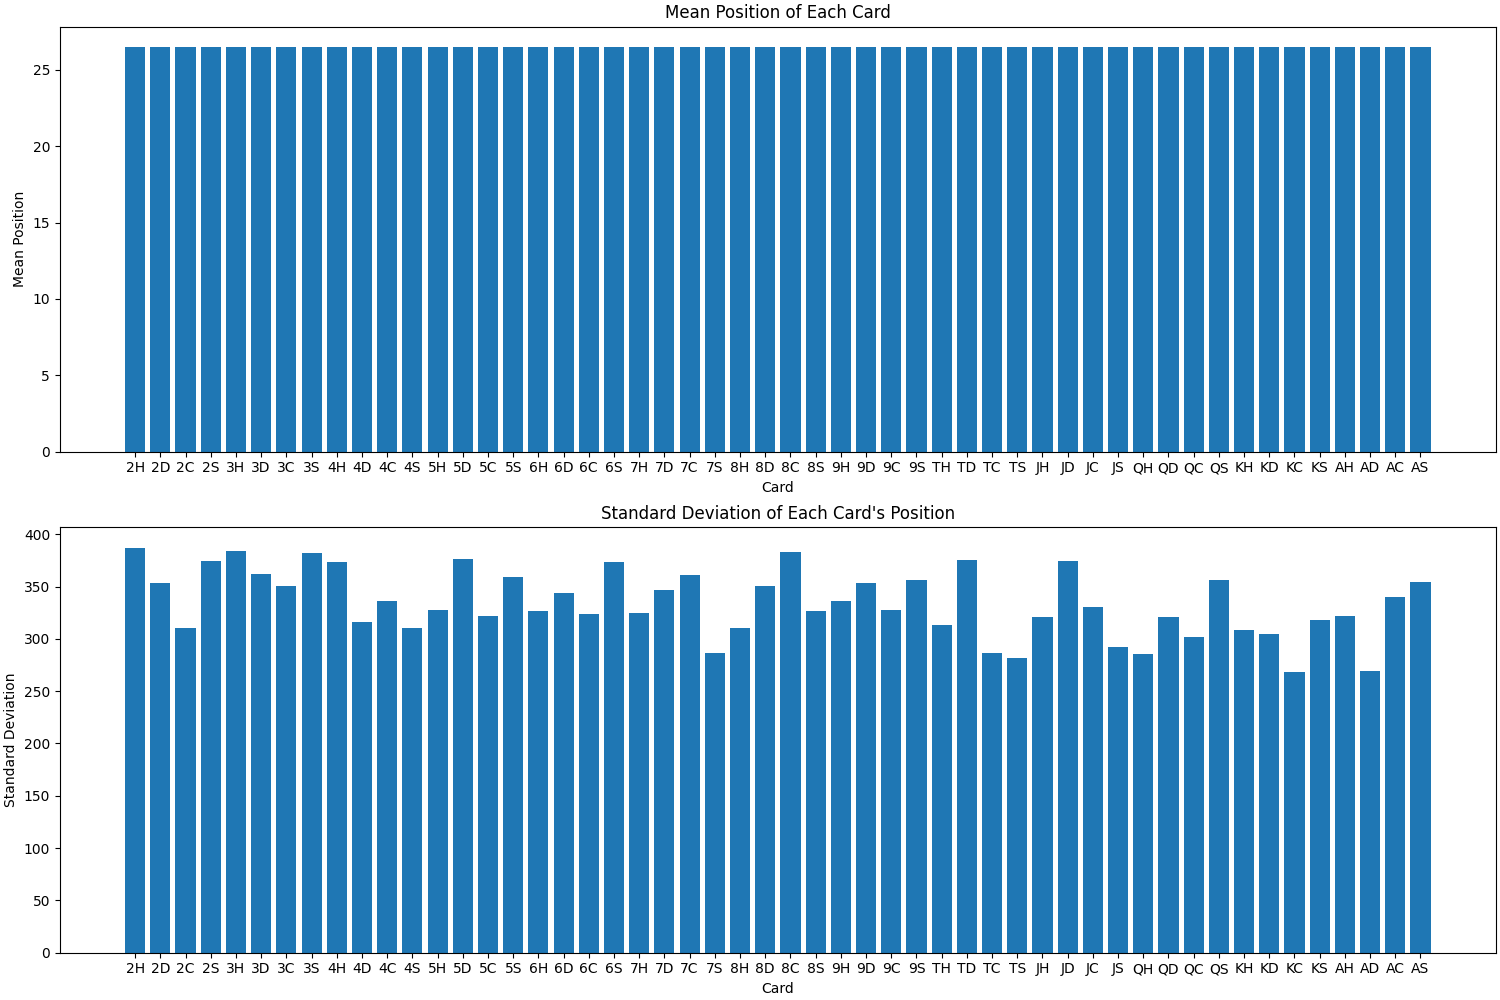 Mean Position of Each Card
25
20
15
10
5
0
Mean Position
2H 2D 2C 2S 3H 3D 3C 3S 4H 4D 4C 4S 5H 5D 5C 5S 6H 6D 6C 6S 7H 7D 7C 7S 8H 8D 8C 8S 9H 9D 9C 9S TH TD TC TS JH JD JC JS QH QD QC QS KH KD KC KS AH AD AC AS
Card
Standard Deviation of Each Card's Position
400
350
300
250
200
150
100
50
0
Standard Deviation
2H 2D 2C 2S 3H 3D 3C 3S 4H 4D 4C 4S 5H 5D 5C 5S 6H 6D 6C 6S 7H 7D 7C 7S 8H 8D 8C 8S 9H 9D 9C 9S TH TD TC TS JH JD JC JS QH QD QC QS KH KD KC KS AH AD AC AS
Card